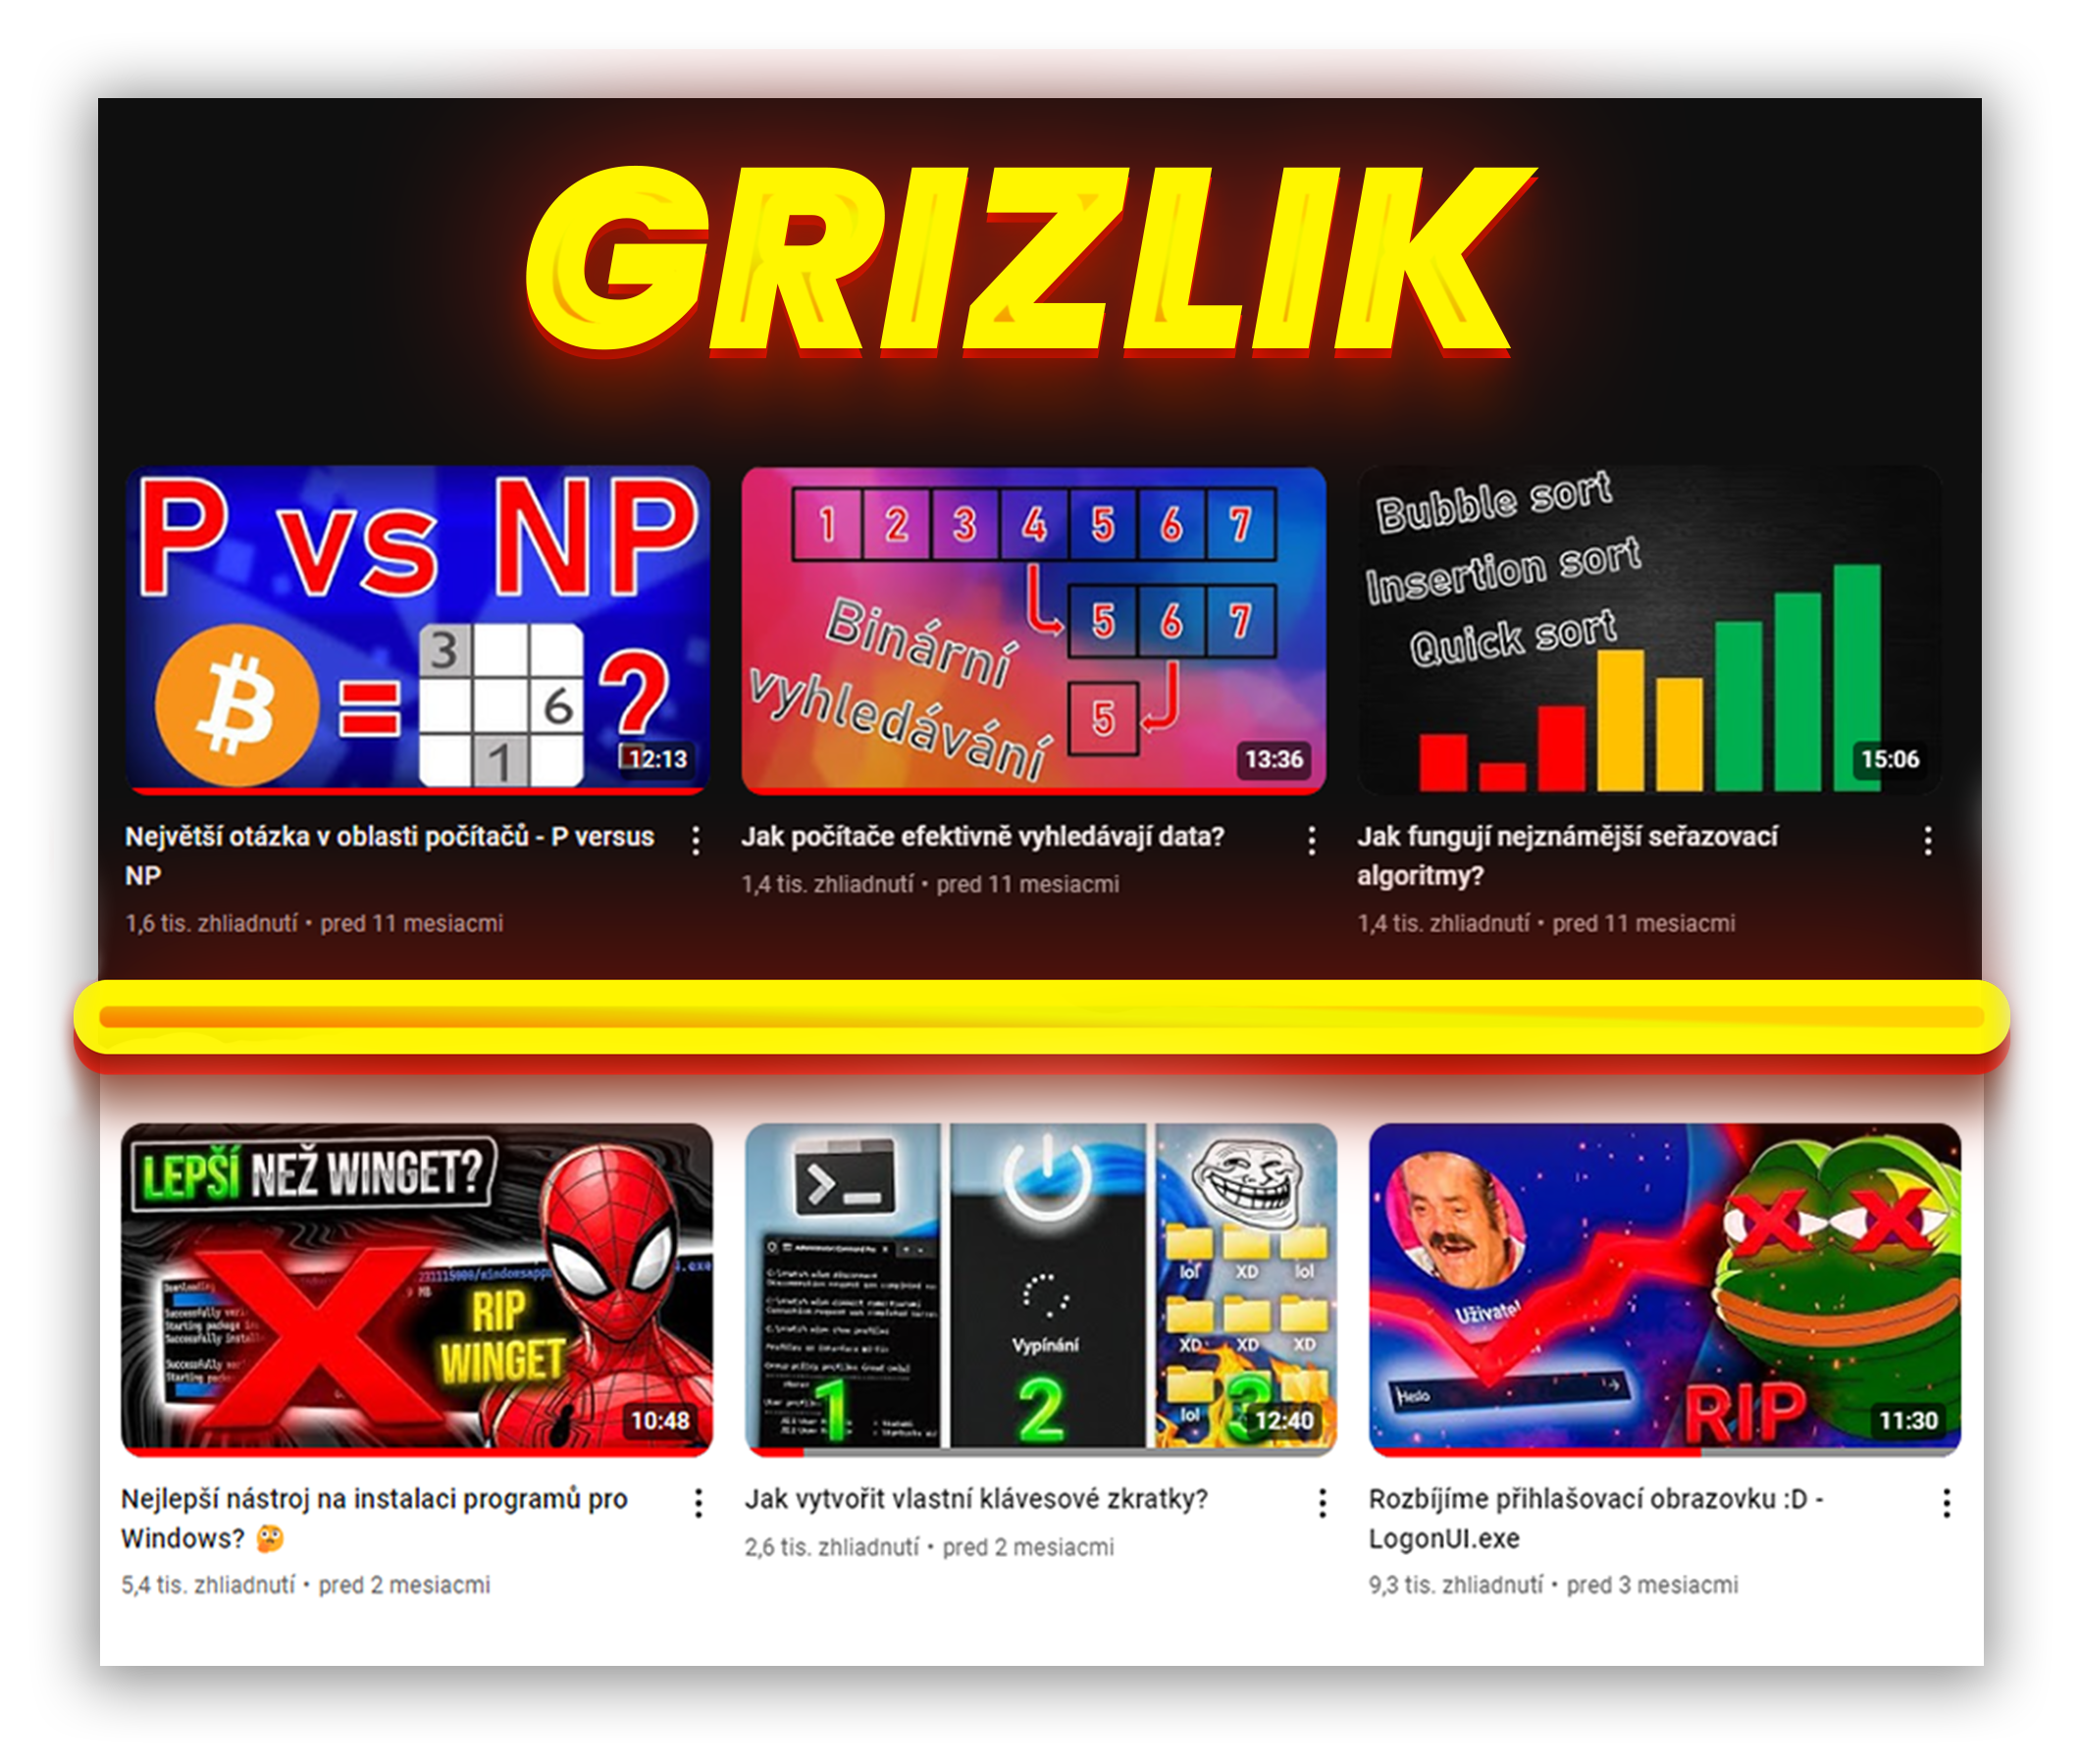 GRIZLIK
P vs NP
3
= 6 ?
1
12:13
1 2 3 4 5 6 7
5 6 7
Binární
vyhledávání
5
13:36
Bubble sort
Insertion sort
Quick sort
15:06
Největší otázka v oblasti počítačů - P versus
NP
1,6 tis. zhliadnutí • pred 11 mesiacmi
Jak počítače efektivně vyhledávají data?
1,4 tis. zhliadnutí • pred 11 mesiacmi
Jak fungují nejznámější seřazovací
algoritmy?
1,4 tis. zhliadnutí • pred 11 mesiacmi
LEPŠÍ NEŽ WINGET?
RIP
WINGET
10:48
Vypínání
lol XD lol
XD XD XD
lol
1 2 3
12:40
Uživatel
Heslo
RIP
11:30
Nejlepší nástroj na instalaci programů pro
Windows? 🤔
5,4 tis. zhliadnutí • pred 2 mesiacmi
Jak vytvořit vlastní klávesové zkratky?
2,6 tis. zhliadnutí • pred 2 mesiacmi
Rozbíjíme přihlašovací obrazovku :D -
LogonUI.exe
9,3 tis. zhliadnutí • pred 3 mesiacmi